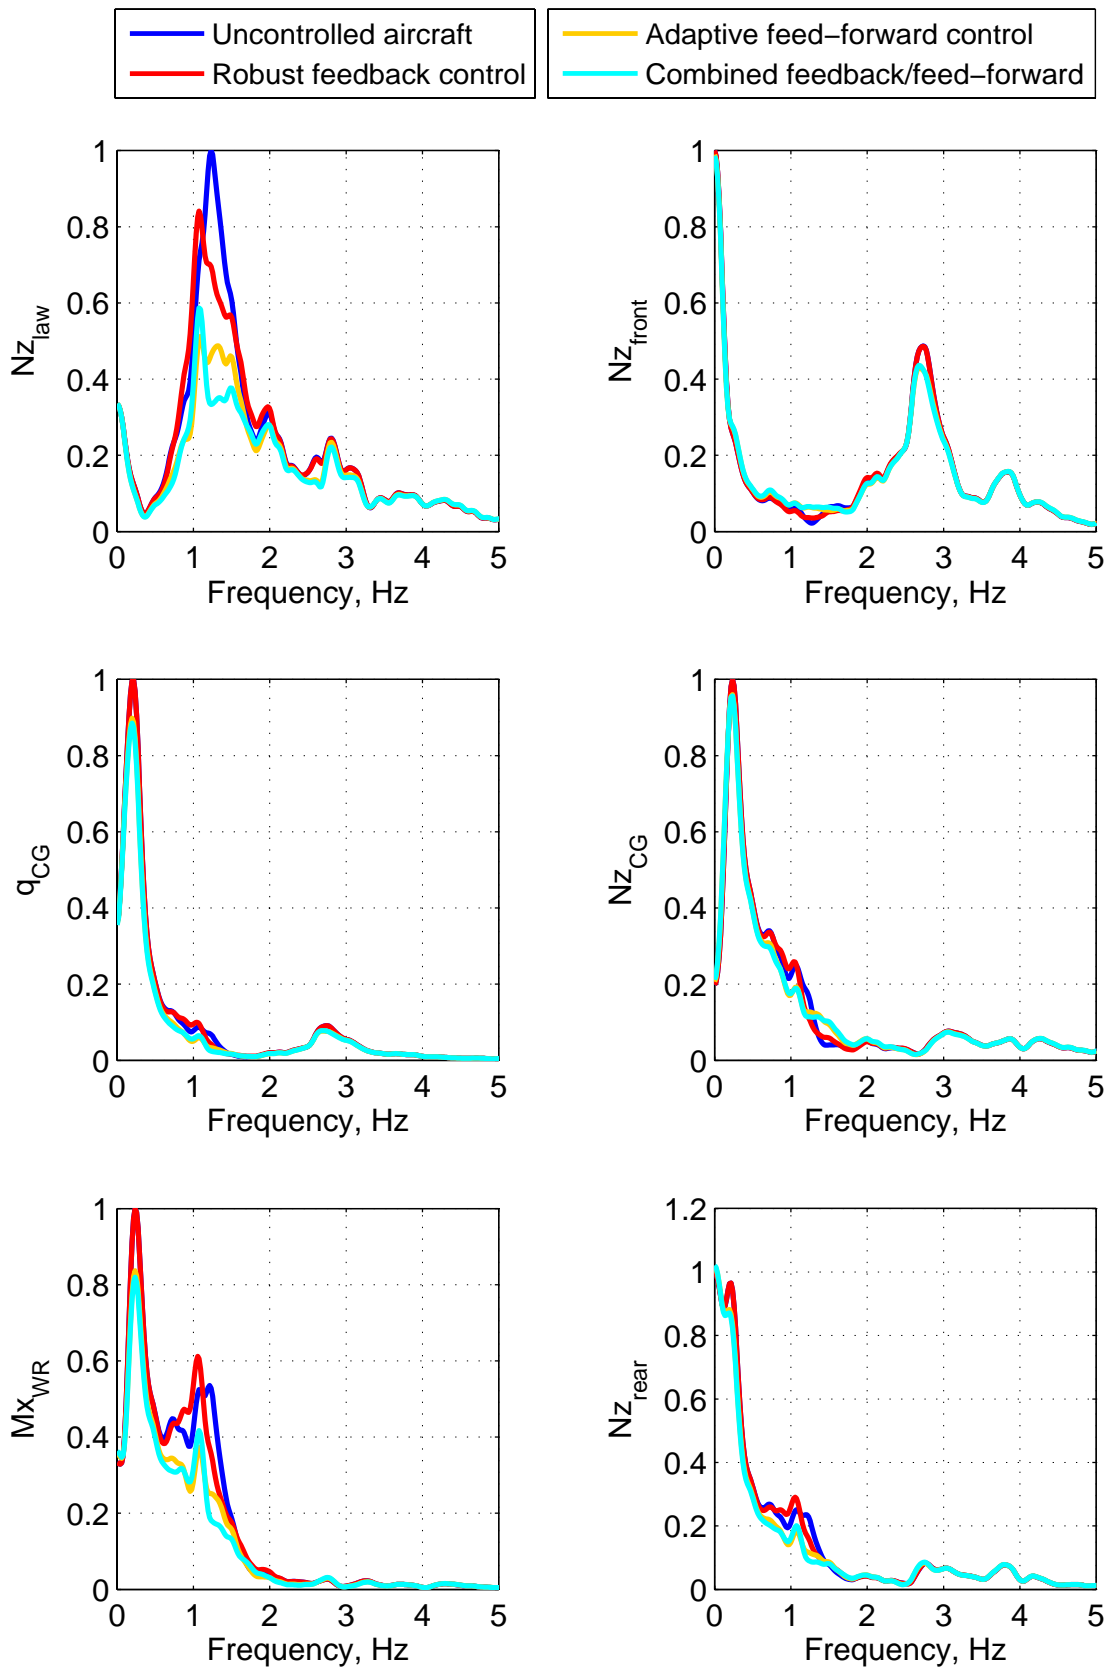 Uncontrolled aircraft
Robust feedback control
Adaptive feed−forward control
Combined feedback/feed−forward
1
0.8
0.6
0.4
0.2
0
0 1 2 3 4 5
Nz_law
Frequency, Hz
1
0.8
0.6
0.4
0.2
0
0 1 2 3 4 5
Nz_front
Frequency, Hz
1
0.8
0.6
0.4
0.2
0
0 1 2 3 4 5
q_CG
Frequency, Hz
1
0.8
0.6
0.4
0.2
0
0 1 2 3 4 5
Nz_CG
Frequency, Hz
1
0.8
0.6
0.4
0.2
0
0 1 2 3 4 5
Mx_WR
Frequency, Hz
1.2
1
0.8
0.6
0.4
0.2
0
0 1 2 3 4 5
Nz_rear
Frequency, Hz